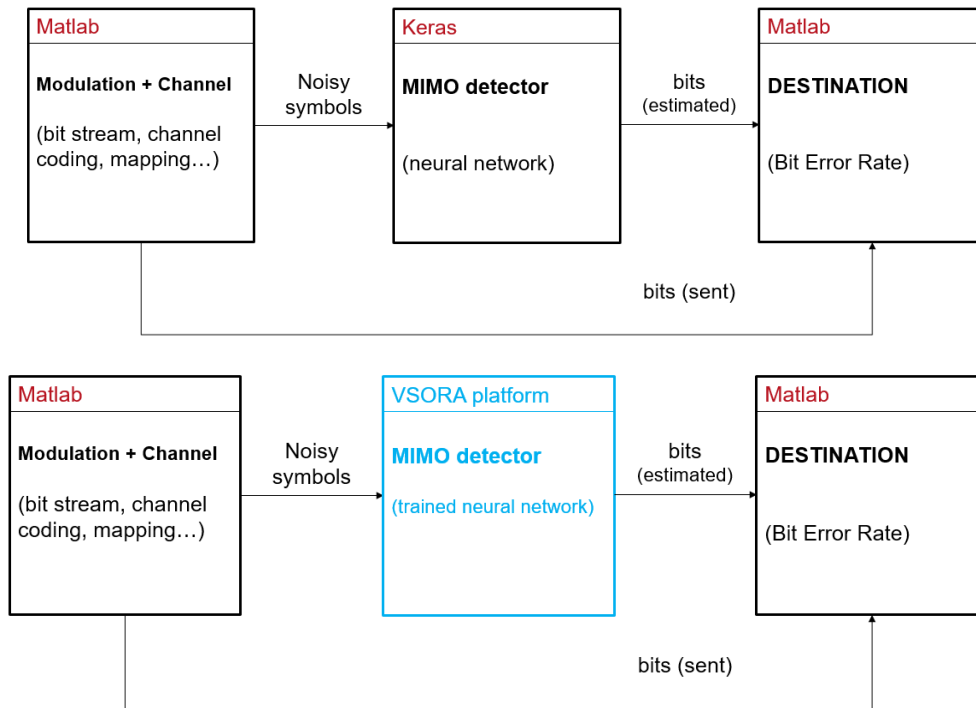 Matlab
Modulation + Channel
(bit stream, channel
coding, mapping…)
Noisy
symbols
Keras
MIMO detector
(neural network)
bits
(estimated)
Matlab
DESTINATION
(Bit Error Rate)
bits (sent)
Matlab
Modulation + Channel
(bit stream, channel
coding, mapping…)
Noisy
symbols
VSORA platform
MIMO detector
(trained neural network)
bits
(estimated)
Matlab
DESTINATION
(Bit Error Rate)
bits (sent)